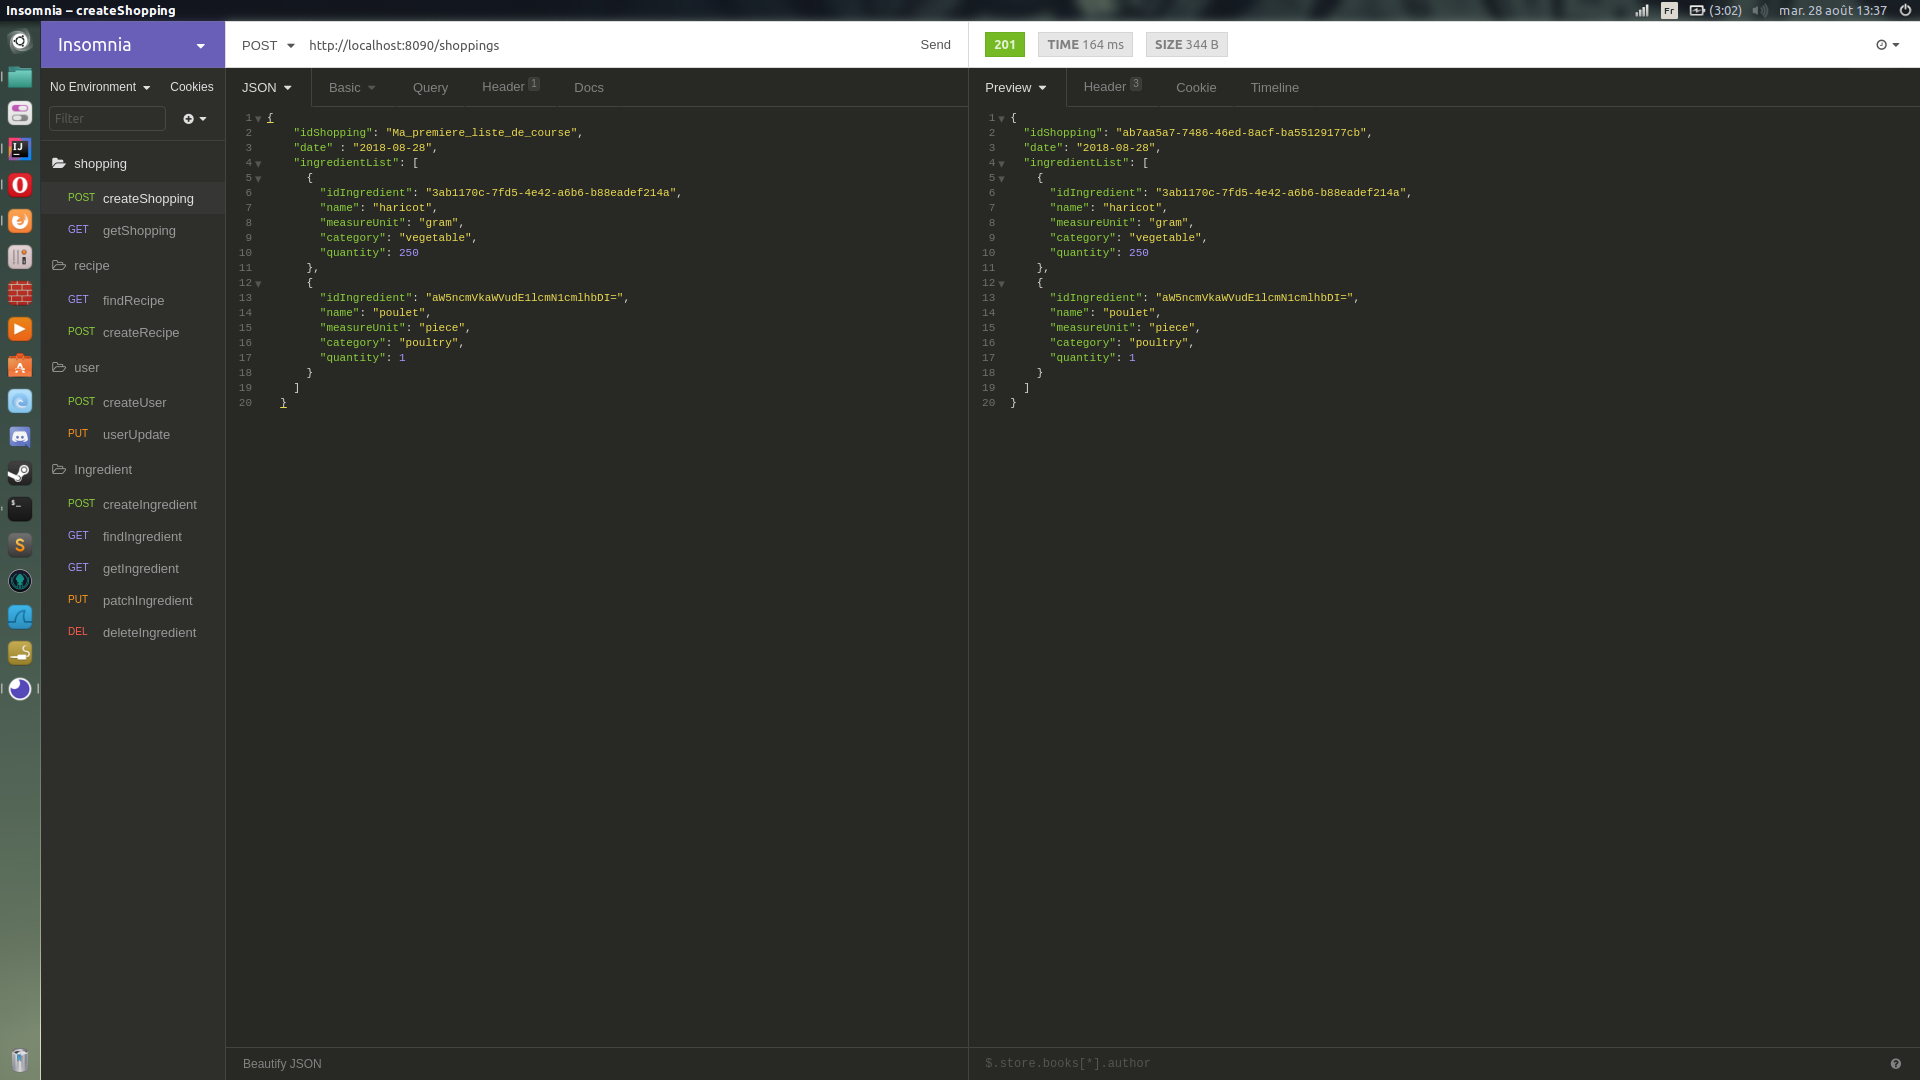 Insomnia – createShopping
Fr
(3:02)
mar. 28 août 13:37
Insomnia
No Environment
Cookies
Filter
shopping
POST createShopping
GET getShopping
recipe
GET findRecipe
POST createRecipe
user
POST createUser
PUT userUpdate
Ingredient
POST createIngredient
GET findIngredient
GET getIngredient
PUT patchIngredient
DEL deleteIngredient
POST http://localhost:8090/shoppings Send
JSON Basic Query Header 1 Docs
1 {
2 "idShopping": "Ma_premiere_liste_de_course",
3 "date" : "2018-08-28",
4 "ingredientList": [
5 {
6 "idIngredient": "3ab1170c-7fd5-4e42-a6b6-b88eadef214a",
7 "name": "haricot",
8 "measureUnit": "gram",
9 "category": "vegetable",
10 "quantity": 250
11 },
12 {
13 "idIngredient": "aW5ncmVkaWVudE1lcmN1cmlhbDI=",
14 "name": "poulet",
15 "measureUnit": "piece",
16 "category": "poultry",
17 "quantity": 1
18 }
19 ]
20 }
Beautify JSON
201 TIME 164 ms SIZE 344 B
Preview Header 3 Cookie Timeline
1 {
2 "idShopping": "ab7aa5a7-7486-46ed-8acf-ba55129177cb",
3 "date": "2018-08-28",
4 "ingredientList": [
5 {
6 "idIngredient": "3ab1170c-7fd5-4e42-a6b6-b88eadef214a",
7 "name": "haricot",
8 "measureUnit": "gram",
9 "category": "vegetable",
10 "quantity": 250
11 },
12 {
13 "idIngredient": "aW5ncmVkaWVudE1lcmN1cmlhbDI=",
14 "name": "poulet",
15 "measureUnit": "piece",
16 "category": "poultry",
17 "quantity": 1
18 }
19 ]
20 }
$.store.books[*].author